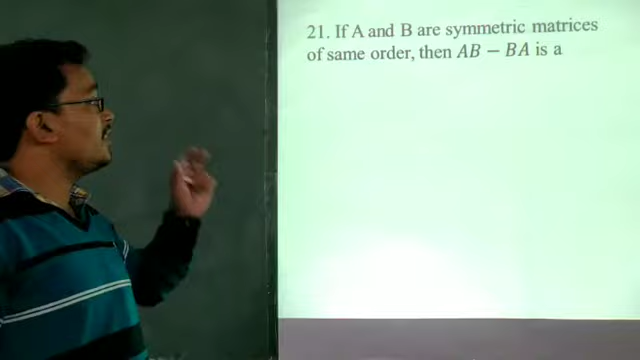 21. If A and B are symmetric matrices
of same order, then AB − BA is a